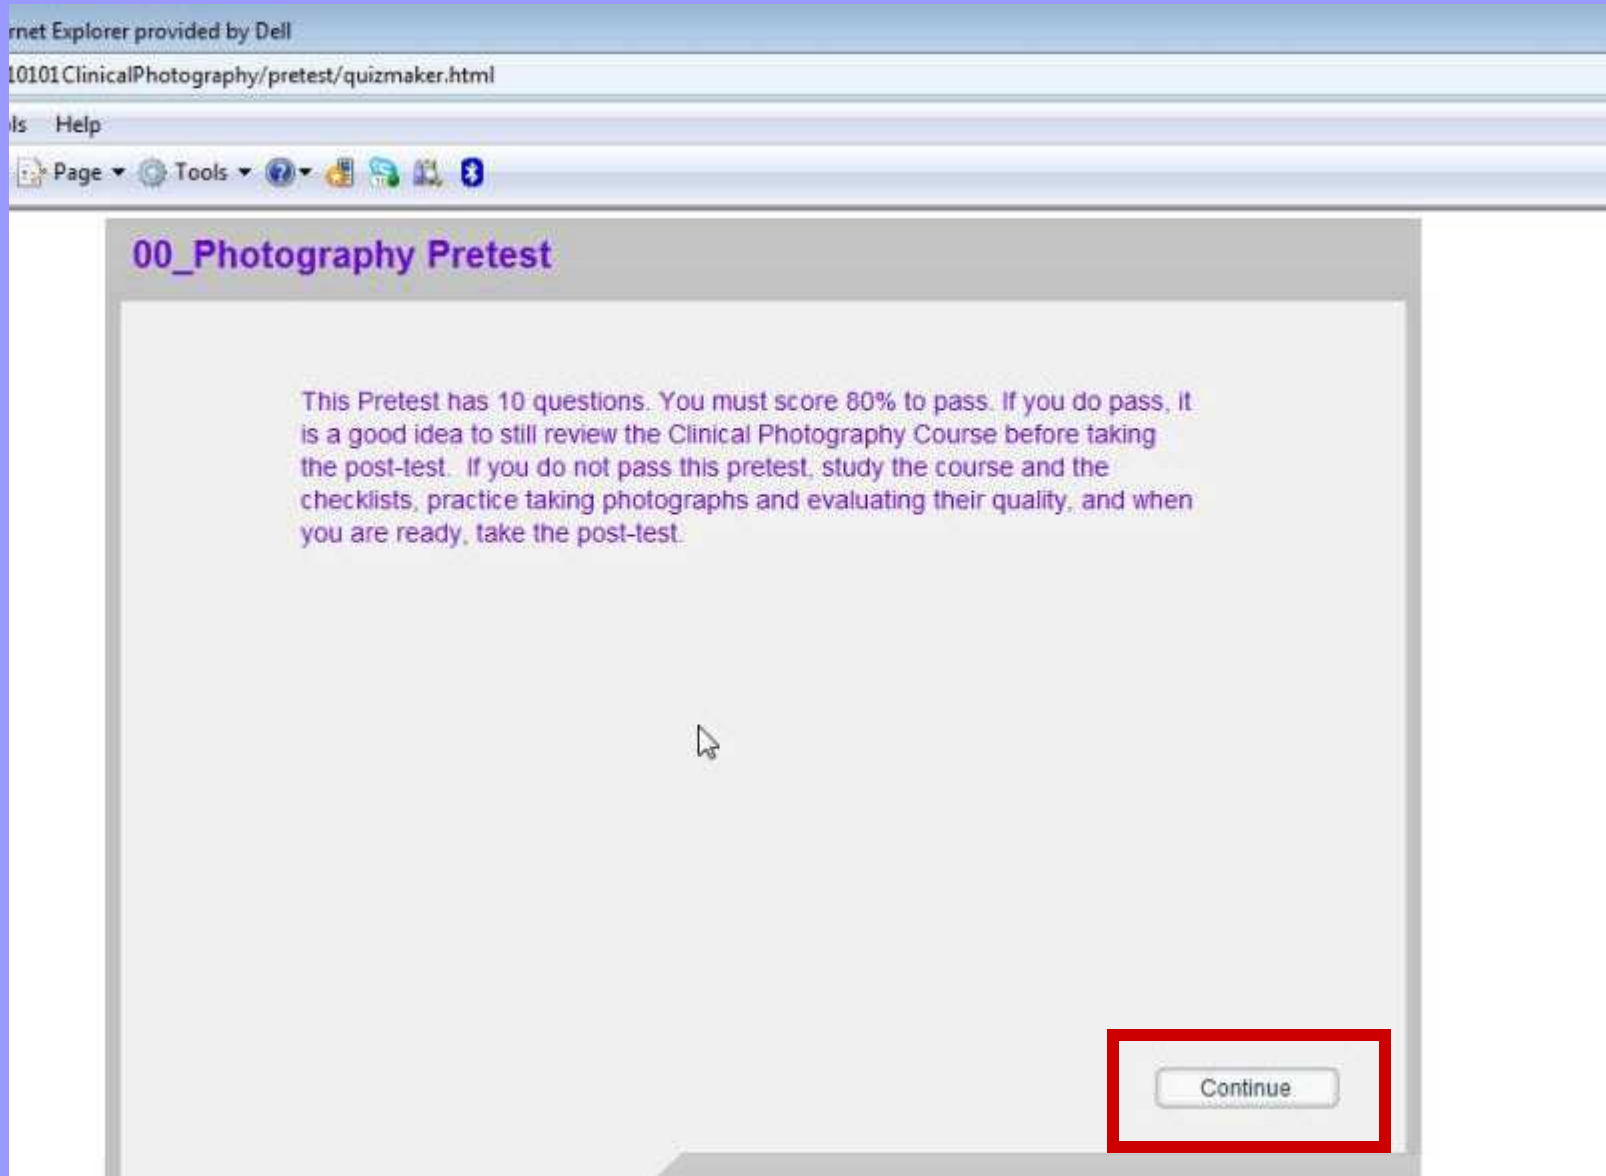 rnet Explorer provided by Dell
10101ClinicalPhotography/pretest/quizmaker.html
ls Help
Page Tools
00_Photography Pretest
This Pretest has 10 questions. You must score 80% to pass. If you do pass, it
is a good idea to still review the Clinical Photography Course before taking
the post-test. If you do not pass this pretest, study the course and the
checklists, practice taking photographs and evaluating their quality, and when
you are ready, take the post-test.
Continue